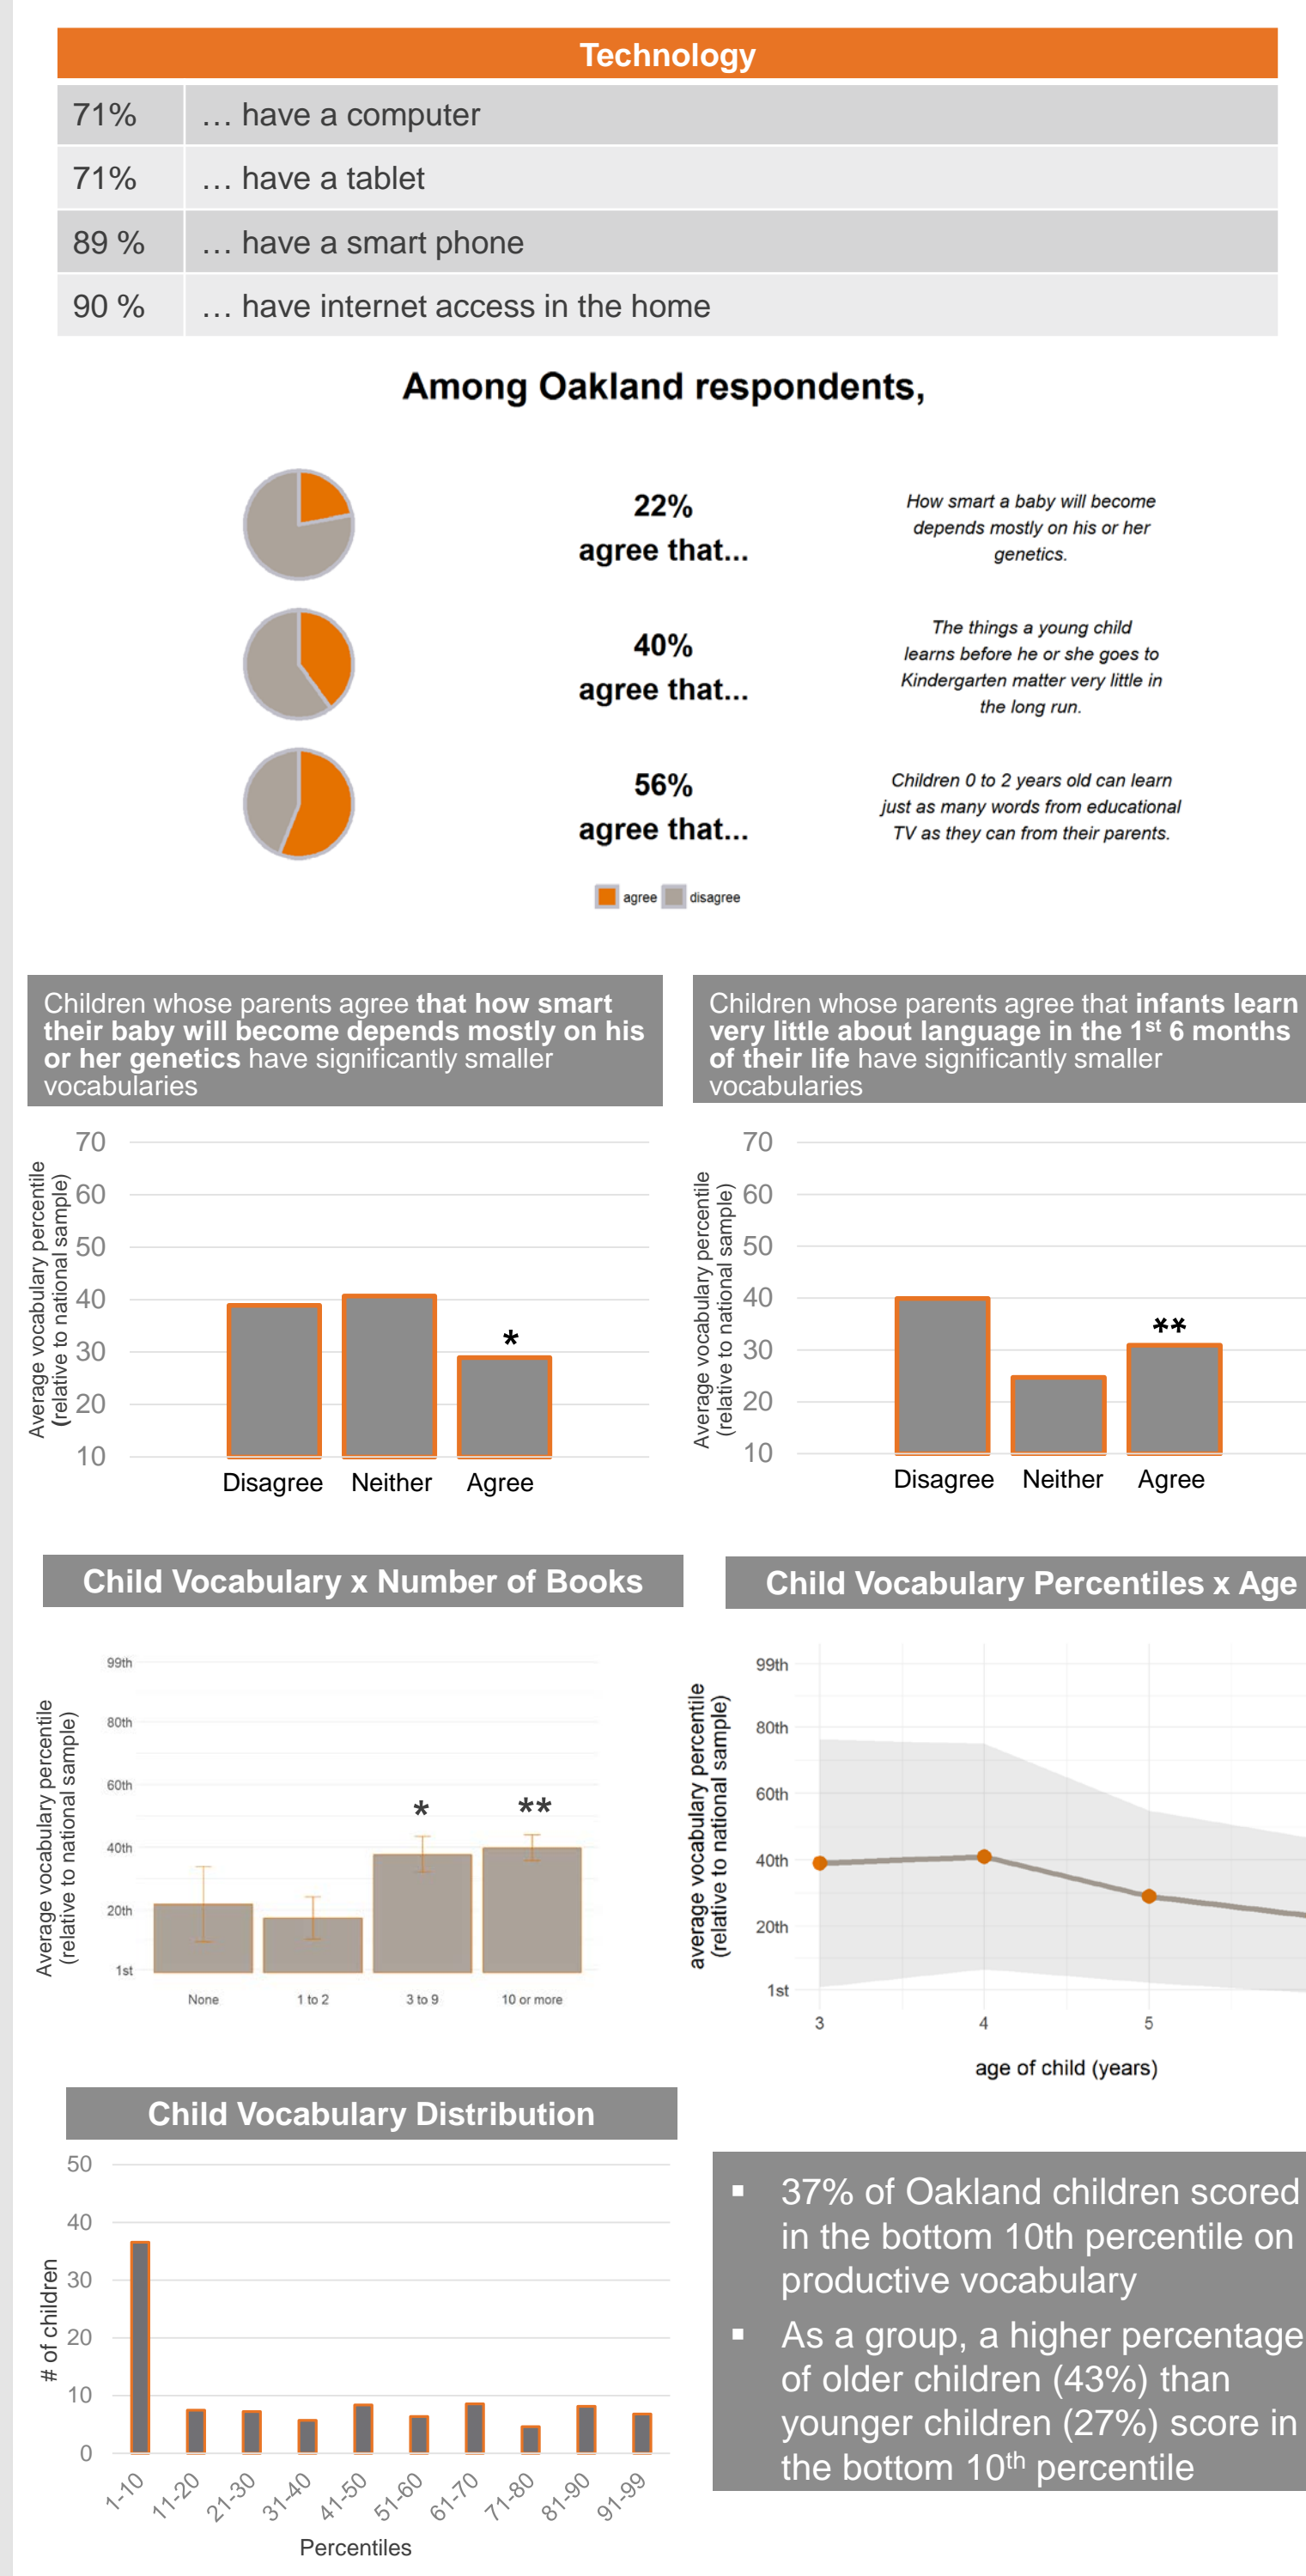 Technology
71% … have a computer
71% … have a tablet
89 % … have a smart phone
90 % … have internet access in the home
Among Oakland respondents,
22%
agree that...
How smart a baby will become
depends mostly on his or her
genetics.
40%
agree that...
The things a young child
learns before he or she goes to
Kindergarten matter very little in
the long run.
56%
agree that...
Children 0 to 2 years old can learn
just as many words from educational
TV as they can from their parents.
agree disagree
Children whose parents agree that how smart
their baby will become depends mostly on his
or her genetics have significantly smaller
vocabularies
Average vocabulary percentile
(relative to national sample)
70
60
50
40
30
20
10
*
Disagree Neither Agree
Children whose parents agree that infants learn
very little about language in the 1st 6 months
of their life have significantly smaller
vocabularies
Average vocabulary percentile
(relative to national sample)
70
60
50
40
30
20
10
**
Disagree Neither Agree
Child Vocabulary x Number of Books
Average vocabulary percentile
(relative to national sample)
99th
80th
60th
40th
20th
1st
* **
None 1 to 2 3 to 9 10 or more
Child Vocabulary Percentiles x Age
average vocabulary percentile
(relative to national sample)
99th
80th
60th
40th
20th
1st
3 4 5
age of child (years)
Child Vocabulary Distribution
# of children
50
40
30
20
10
0
1-10 11-20 21-30 31-40 41-50 51-60 61-70 71-80 81-90 91-99
Percentiles
▪ 37% of Oakland children scored
in the bottom 10th percentile on
productive vocabulary
▪ As a group, a higher percentage
of older children (43%) than
younger children (27%) score in
the bottom 10th percentile